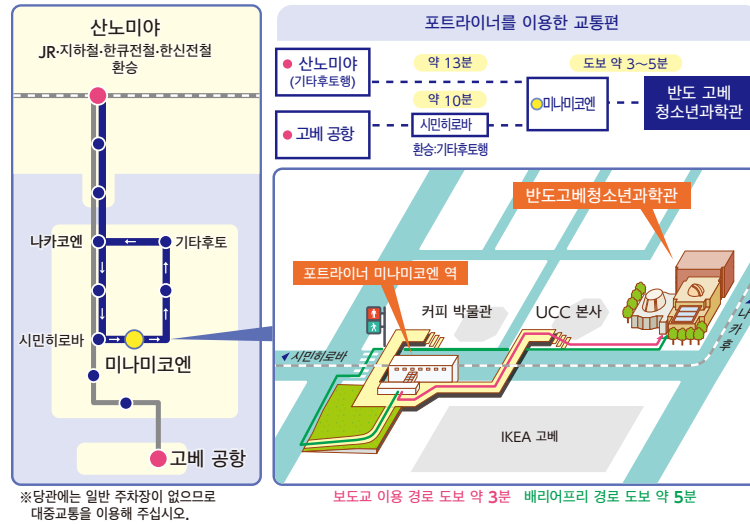 산노미야
JR·지하철·한큐전철·한신전철
환승
나카코엔
기타후토
시민히로바
미나미코엔
고베 공항
※당관에는 일반 주차장이 없으므로
대중교통을 이용해 주십시오.
포트라이너를 이용한 교통편
산노미야
(기타후토행)
약 13분
도보 약 3~5분
미나미코엔
반도 고베
청소년과학관
고베 공항
약 10분
시민히로바
환승:기타후토행
반도고베청소년과학관
포트라이너 미나미코엔 역
커피 박물관
UCC 본사
시민히로바
나카후
IKEA 고베
보도교 이용 경로 도보 약 3분 배리어프리 경로 도보 약 5분